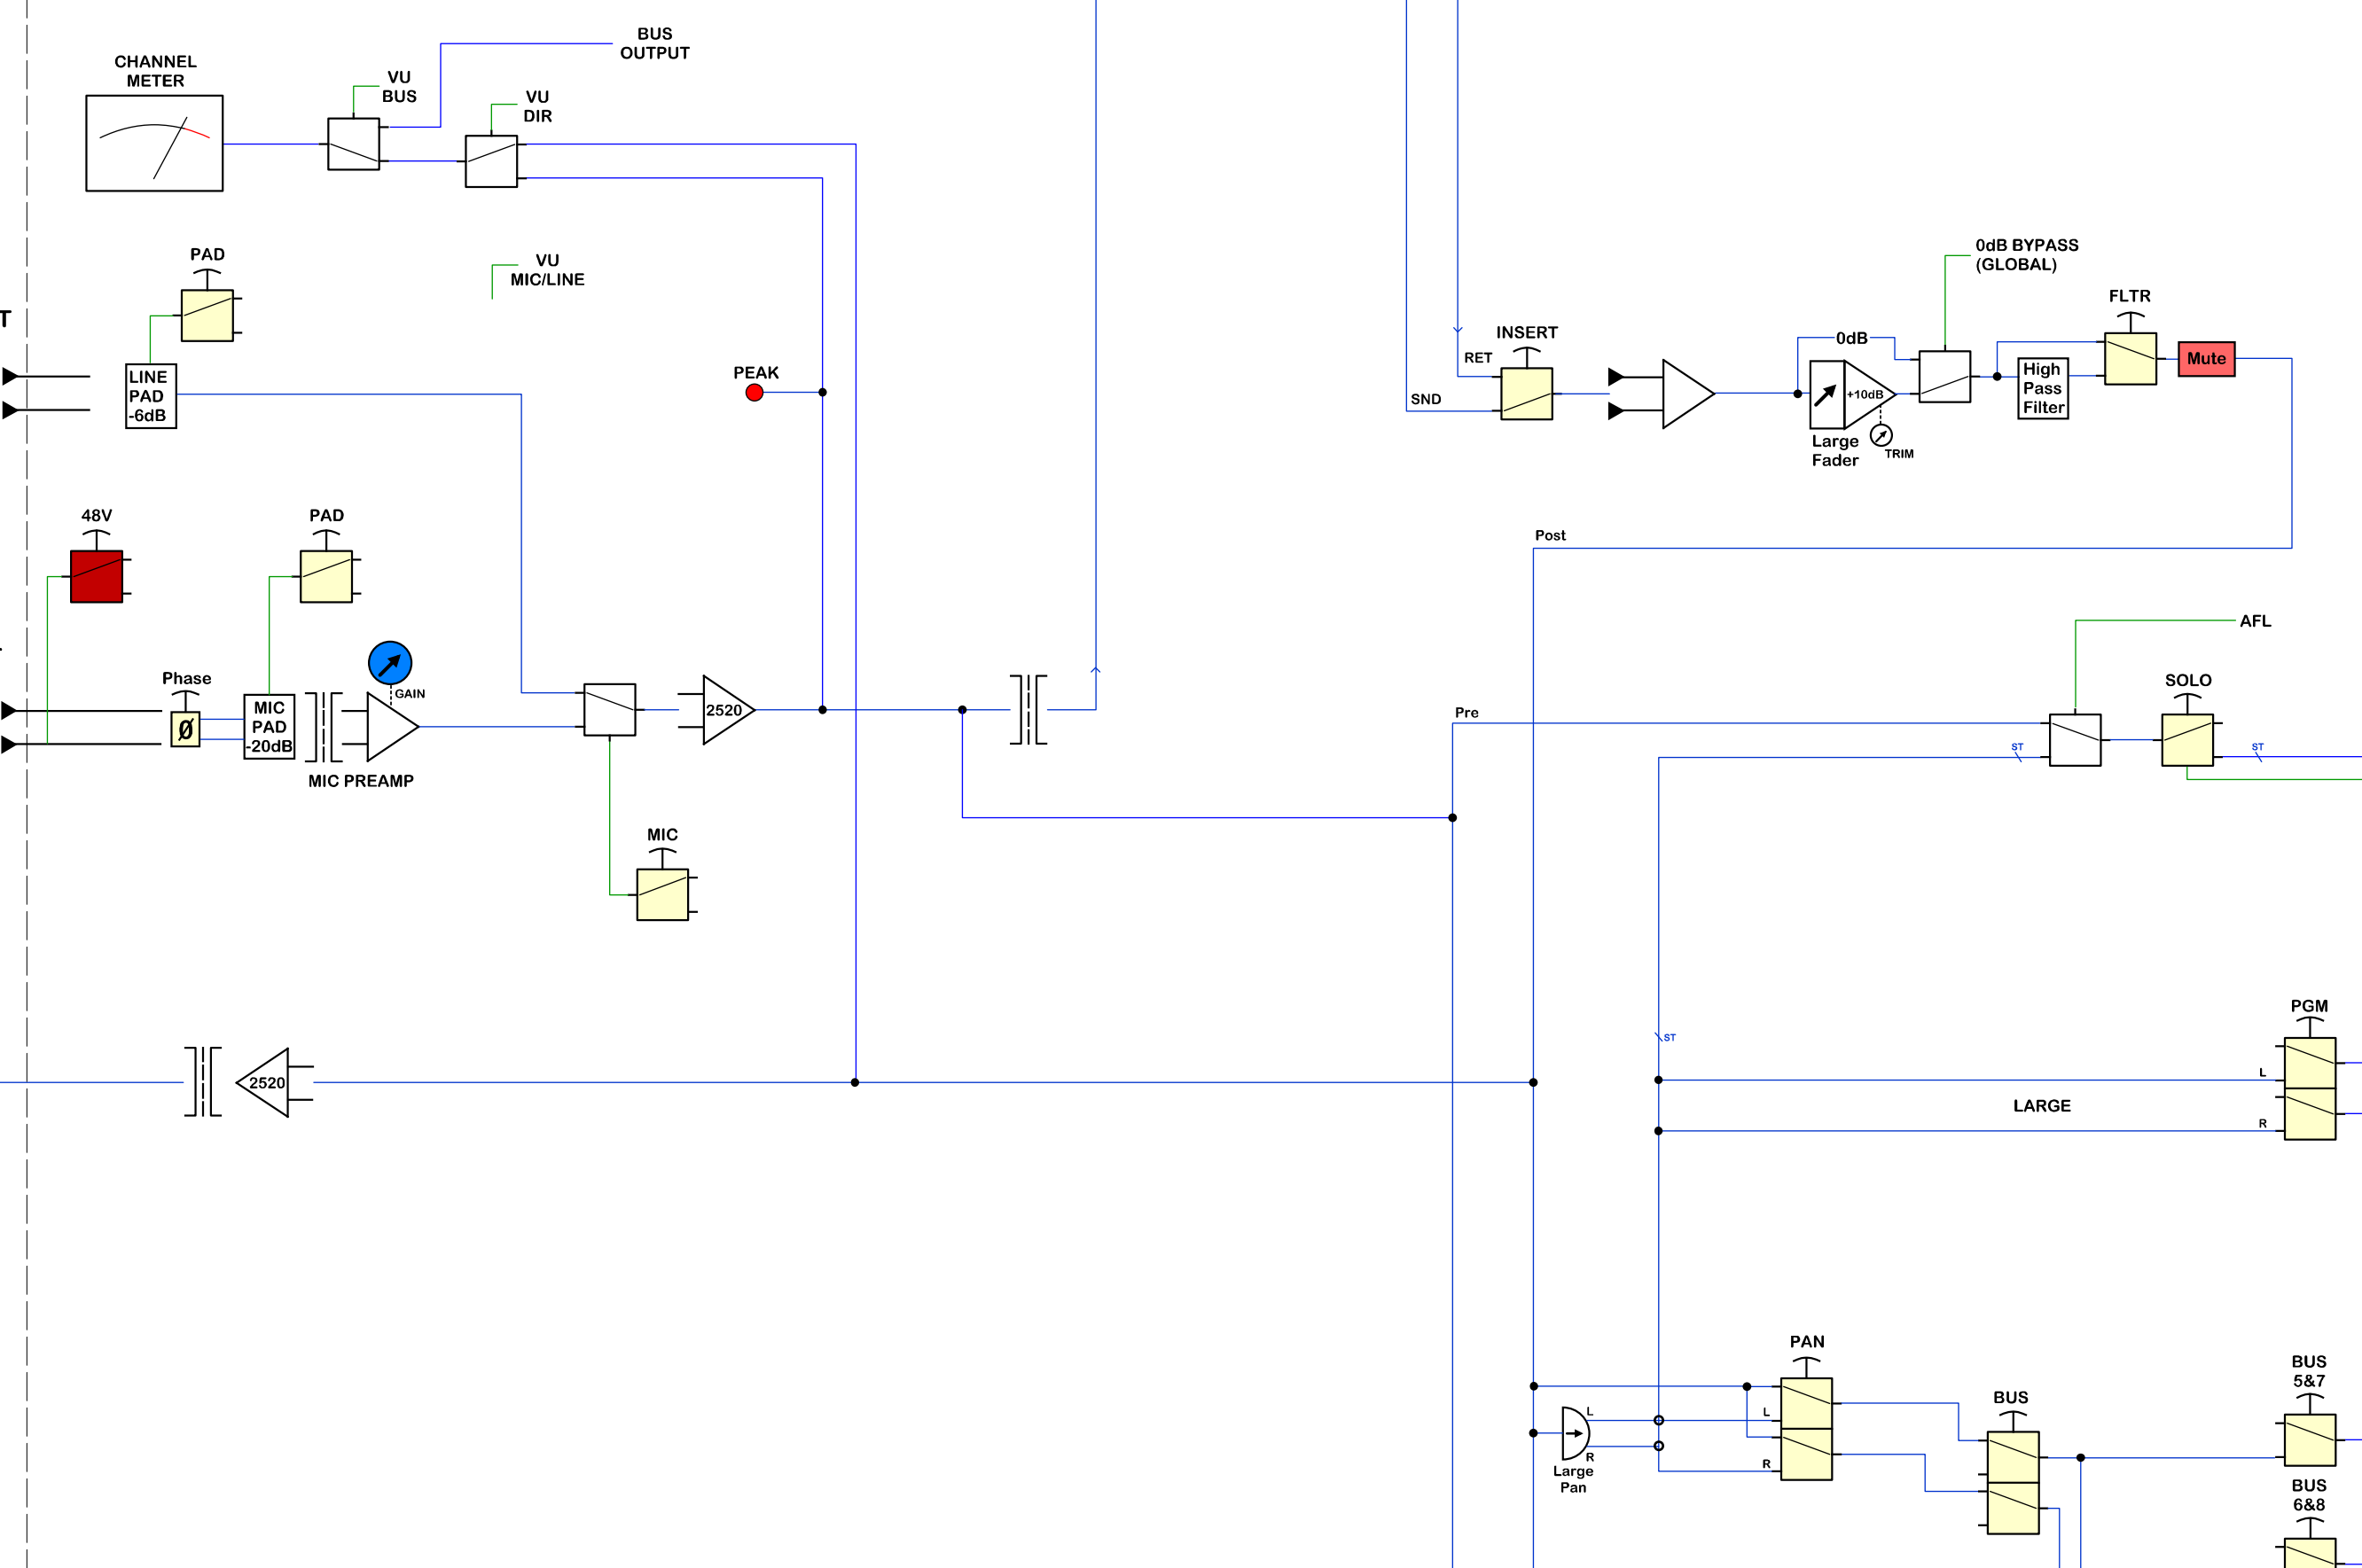 BUS
OUTPUT
CHANNEL
METER
VU
BUS
VU
DIR
PAD
VU
MIC/LINE
0dB BYPASS
(GLOBAL)
FLTR
T
INSERT
0dB
RET
Mute
LINE
PAD
-6dB
PEAK
High
Pass
Filter
+10dB
SND
Large
Fader
TRIM
48V
PAD
Post
AFL
Phase
SOLO
GAIN
MIC
PAD
-20dB
Ø
2520
Pre
ST
ST
MIC PREAMP
MIC
PGM
ST
L
2520
LARGE
R
PAN
BUS
5&7
BUS
L
L
R
R
Large
Pan
BUS
6&8